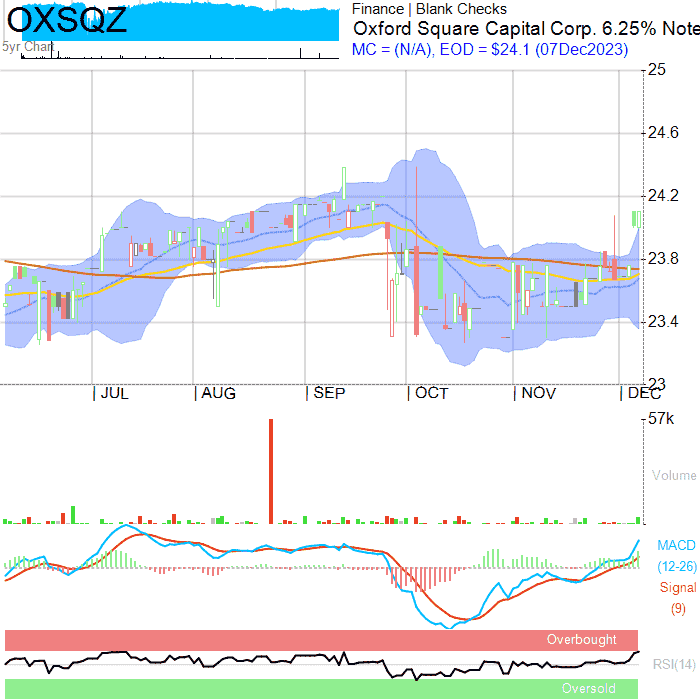 OXSQZ
5yr Chart
Finance | Blank Checks
Oxford Square Capital Corp. 6.25% Note
MC = (N/A), EOD = $24.1 (07Dec2023)
25
24.6
24.2
23.8
23.4
23
JUL AUG SEP OCT NOV DEC
57k
Volume
MACD
(12-26)
Signal
(9)
Overbought
RSI(14)
Oversold